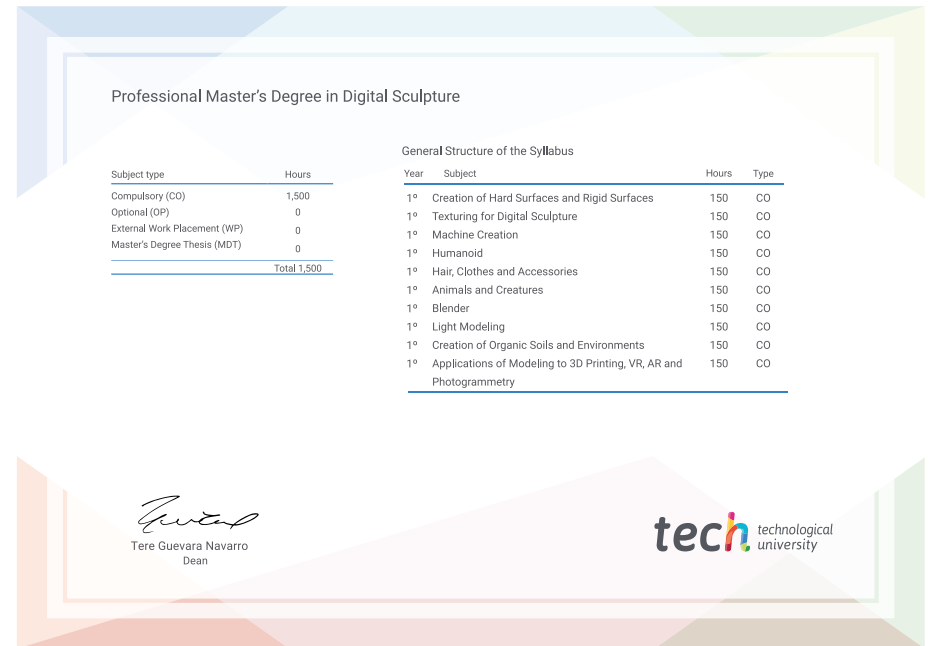 Professional Master's Degree in Digital Sculpture
Subject type Hours
Compulsory (CO) 1,500
Optional (OP) 0
External Work Placement (WP) 0
Master's Degree Thesis (MDT) 0
Total 1,500
General Structure of the Syllabus
Year Subject Hours Type
1º Creation of Hard Surfaces and Rigid Surfaces 150 CO
1º Texturing for Digital Sculpture 150 CO
1º Machine Creation 150 CO
1º Humanoid 150 CO
1º Hair, Clothes and Accessories 150 CO
1º Animals and Creatures 150 CO
1º Blender 150 CO
1º Light Modeling 150 CO
1º Creation of Organic Soils and Environments 150 CO
1º Applications of Modeling to 3D Printing, VR, AR and 150 CO
Photogrammetry
Tere Guevara Navarro
Dean
tech technological
university